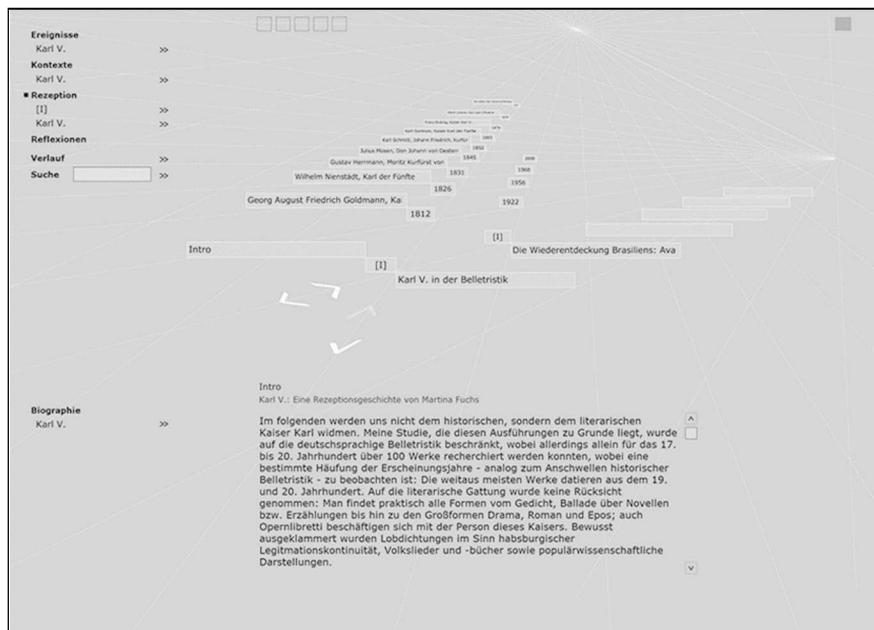 Ereignisse
Karl V. >>
Kontexte
Karl V. >>
Rezeption
[I] >>
Karl V. >>
Reflexionen
Verlauf >>
Suche >>
1845
1852
Gustav Herrmann, Moritz Kurfürst von
1831
1968
Wilhelm Nienstädt, Karl der Fünfte
1826
1956
Georg August Friedrich Goldmann, Ka
1812
1922
Intro
[I]
Die Wiederentdeckung Brasiliens: Ava
[I]
Karl V. in der Belletristik
Biographie
Karl V. >>
Intro
Karl V.: Eine Rezeptionsgeschichte von Martina Fuchs
Im folgenden werden uns nicht dem historischen, sondern dem literarischen
Kaiser Karl widmen. Meine Studie, die diesen Ausführungen zu Grunde liegt, wurde
auf die deutschsprachige Belletristik beschränkt, wobei allerdings allein für das 17.
bis 20. Jahrhundert über 100 Werke recherchiert werden konnten, wobei eine
bestimmte Häufung der Erscheinungsjahre - analog zum Anschwellen historischer
Belletristik - zu beobachten ist: Die weitaus meisten Werke datieren aus dem 19.
und 20. Jahrhundert. Auf die literarische Gattung wurde keine Rücksicht
genommen: Man findet praktisch alle Formen vom Gedicht, Ballade über Novellen
bzw. Erzählungen bis hin zu den Großformen Drama, Roman und Epos; auch
Opernlibretti beschäftigen sich mit der Person dieses Kaisers. Bewusst
ausgeklammert wurden Lobdichtungen im Sinn habsburgischer
Legitmationskontinuität, Volkslieder und -bücher sowie populärwissenschaftliche
Darstellungen.